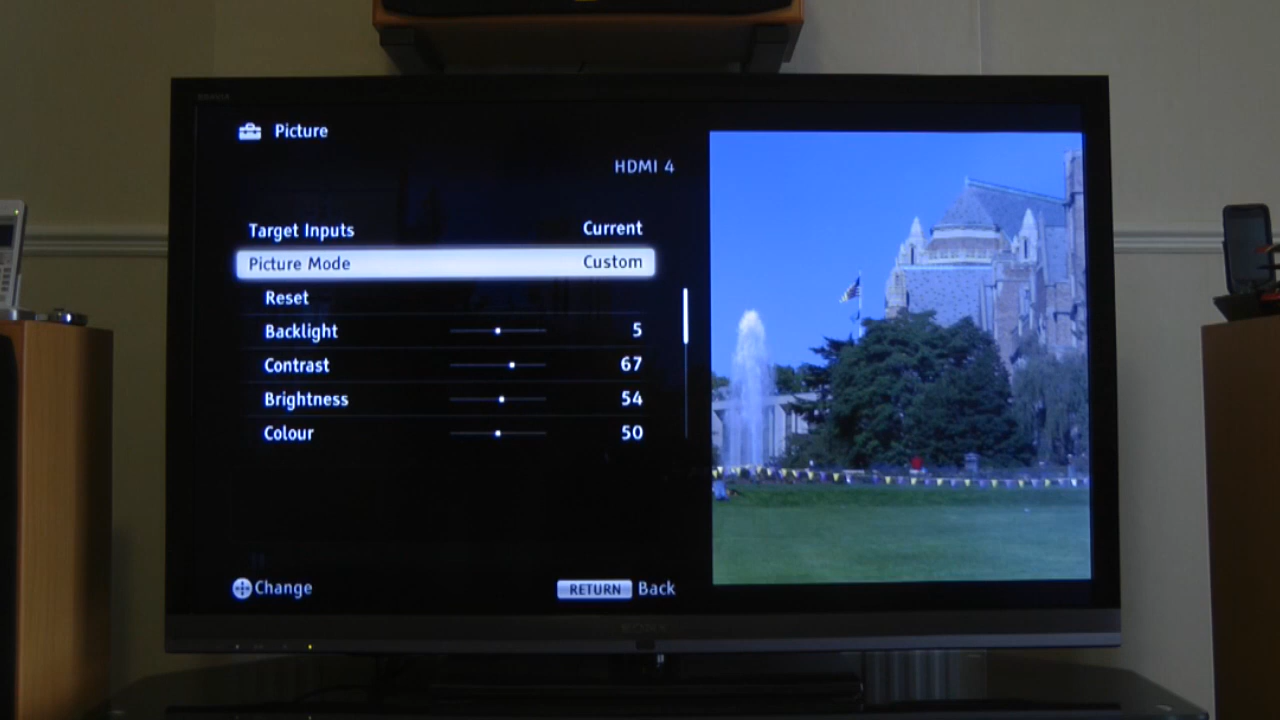 Picture
HDMI 4
Target Inputs Current
Picture Mode Custom
Reset
Backlight 5
Contrast 67
Brightness 54
Colour 50
Change RETURN Back